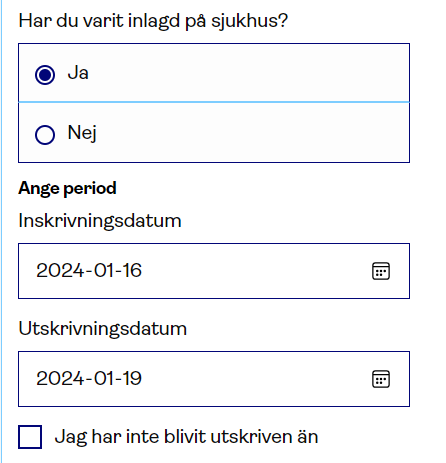 Har du varit inlagd på sjukhus?
Ja
Nej
Ange period
Inskrivningsdatum
2024-01-16
Utskrivningsdatum
2024-01-19
Jag har inte blivit utskriven än